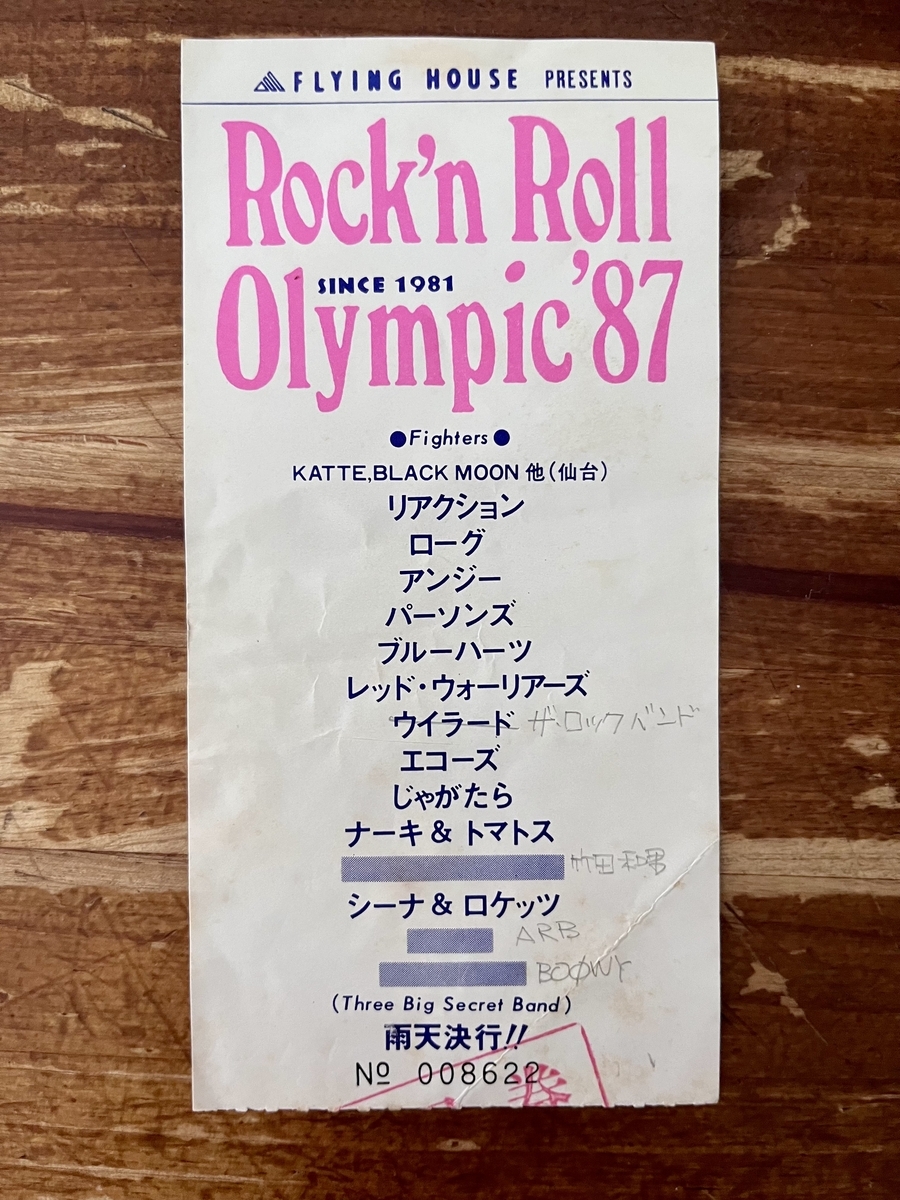 FLYING HOUSE PRESENTS
Rock'n Roll
SINCE 1981
Olympic '87
●Fighters●
KATTE,BLACK MOON 他(仙台)
リアクション
ローグ
アンジー
パーソンズ
ブルーハーツ
レッド・ウォーリアーズ
ウイラード ザ・ロックバンド
エコーズ
じゃがたら
ナーキ & トマトス
竹田和男
シーナ & ロケッツ
ARB
BOØWY
(Three Big Secret Band)
雨天決行!!
№ 008622